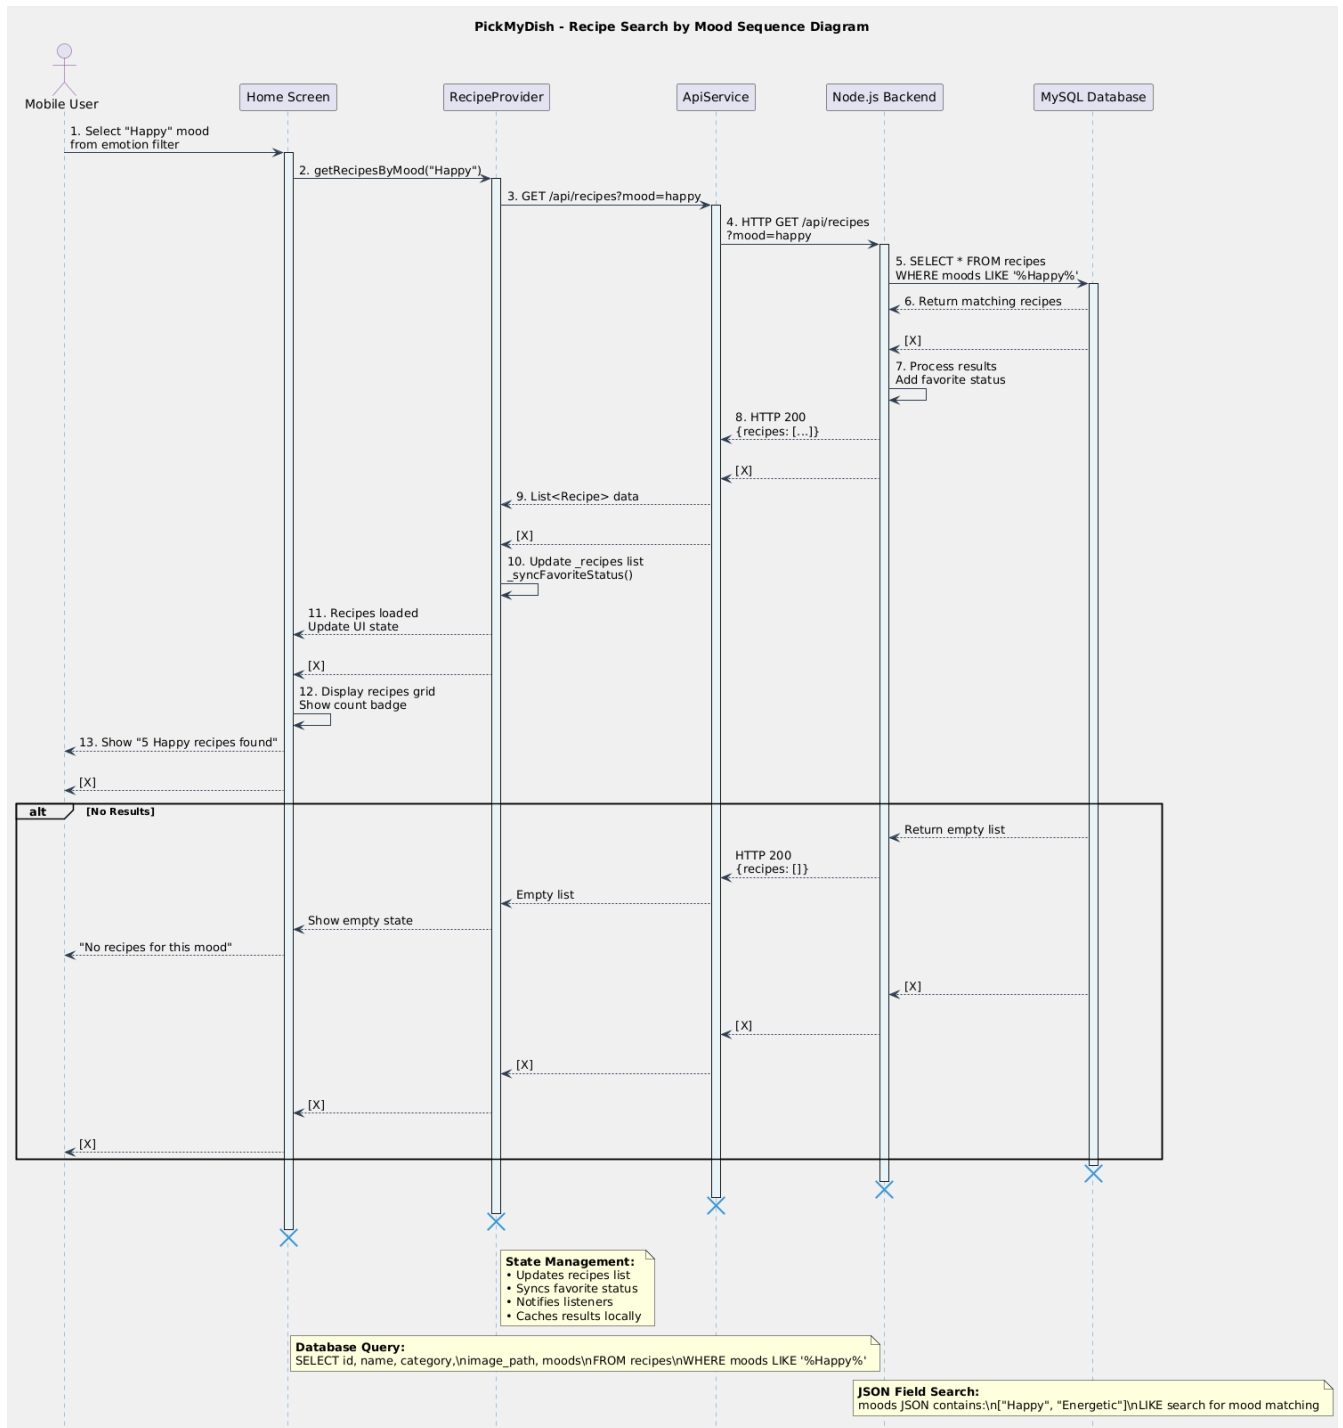 PickMyDish - Recipe Search by Mood Sequence Diagram
Mobile User
Home Screen
RecipeProvider
ApiService
Node.js Backend
MySQL Database
1. Select "Happy" mood
from emotion filter
2. getRecipesByMood("Happy")
3. GET /api/recipes?mood=happy
4. HTTP GET /api/recipes
?mood=happy
5. SELECT * FROM recipes
WHERE moods LIKE '%Happy%'
6. Return matching recipes
[X]
7. Process results
Add favorite status
8. HTTP 200
{recipes: [...]}
[X]
9. List<Recipe> data
[X]
10. Update _recipes list
_syncFavoriteStatus()
11. Recipes loaded
Update UI state
[X]
12. Display recipes grid
Show count badge
13. Show "5 Happy recipes found"
[X]
alt
[No Results]
Return empty list
HTTP 200
{recipes: []}
Empty list
Show empty state
"No recipes for this mood"
[X]
[X]
[X]
[X]
[X]
State Management:
• Updates recipes list
• Syncs favorite status
• Notifies listeners
• Caches results locally
Database Query:
SELECT id, name, category,\nimage_path, moods\nFROM recipes\nWHERE moods LIKE '%Happy%'
JSON Field Search:
moods JSON contains:\n["Happy", "Energetic"]\nLIKE search for mood matching